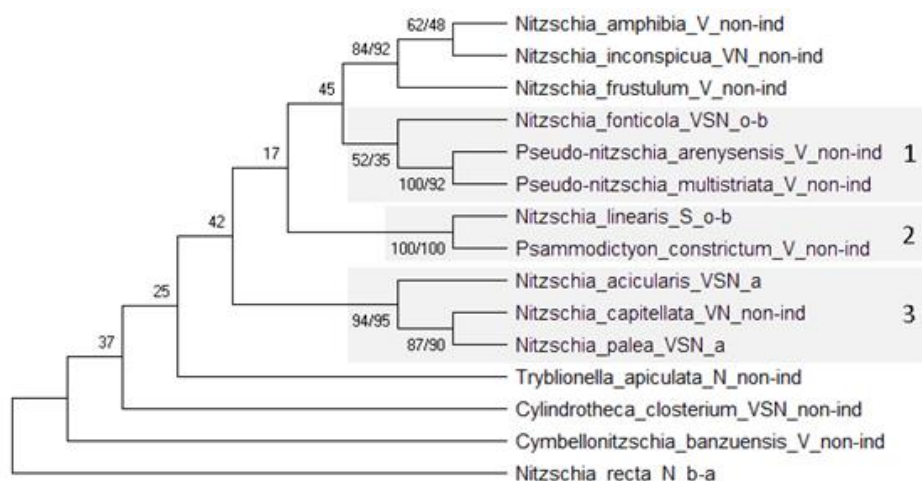 62/48
Nitzschia_amphibia_V_non-ind
84/92
Nitzschia_inconspicua_VN_non-ind
45
Nitzschia_frustulum_V_non-ind
Nitzschia_fonticola_VSN_o-b
17
52/35
Pseudo-nitzschia_arenysensis_V_non-ind
1
100/92
Pseudo-nitzschia_multistriata_V_non-ind
42
Nitzschia_linearis_S_o-b
2
100/100
Psammodictyon_constrictum_V_non-ind
25
Nitzschia_acicularis_VSN_a
94/95
Nitzschia_capitellata_VN_non-ind
3
87/90
Nitzschia_palea_VSN_a
37
Tryblionella_apiculata_N_non-ind
Cylindrotheca_closterium_VSN_non-ind
Cymbellonitzschia_banzuensis_V_non-ind
Nitzschia_recta_N_b-a